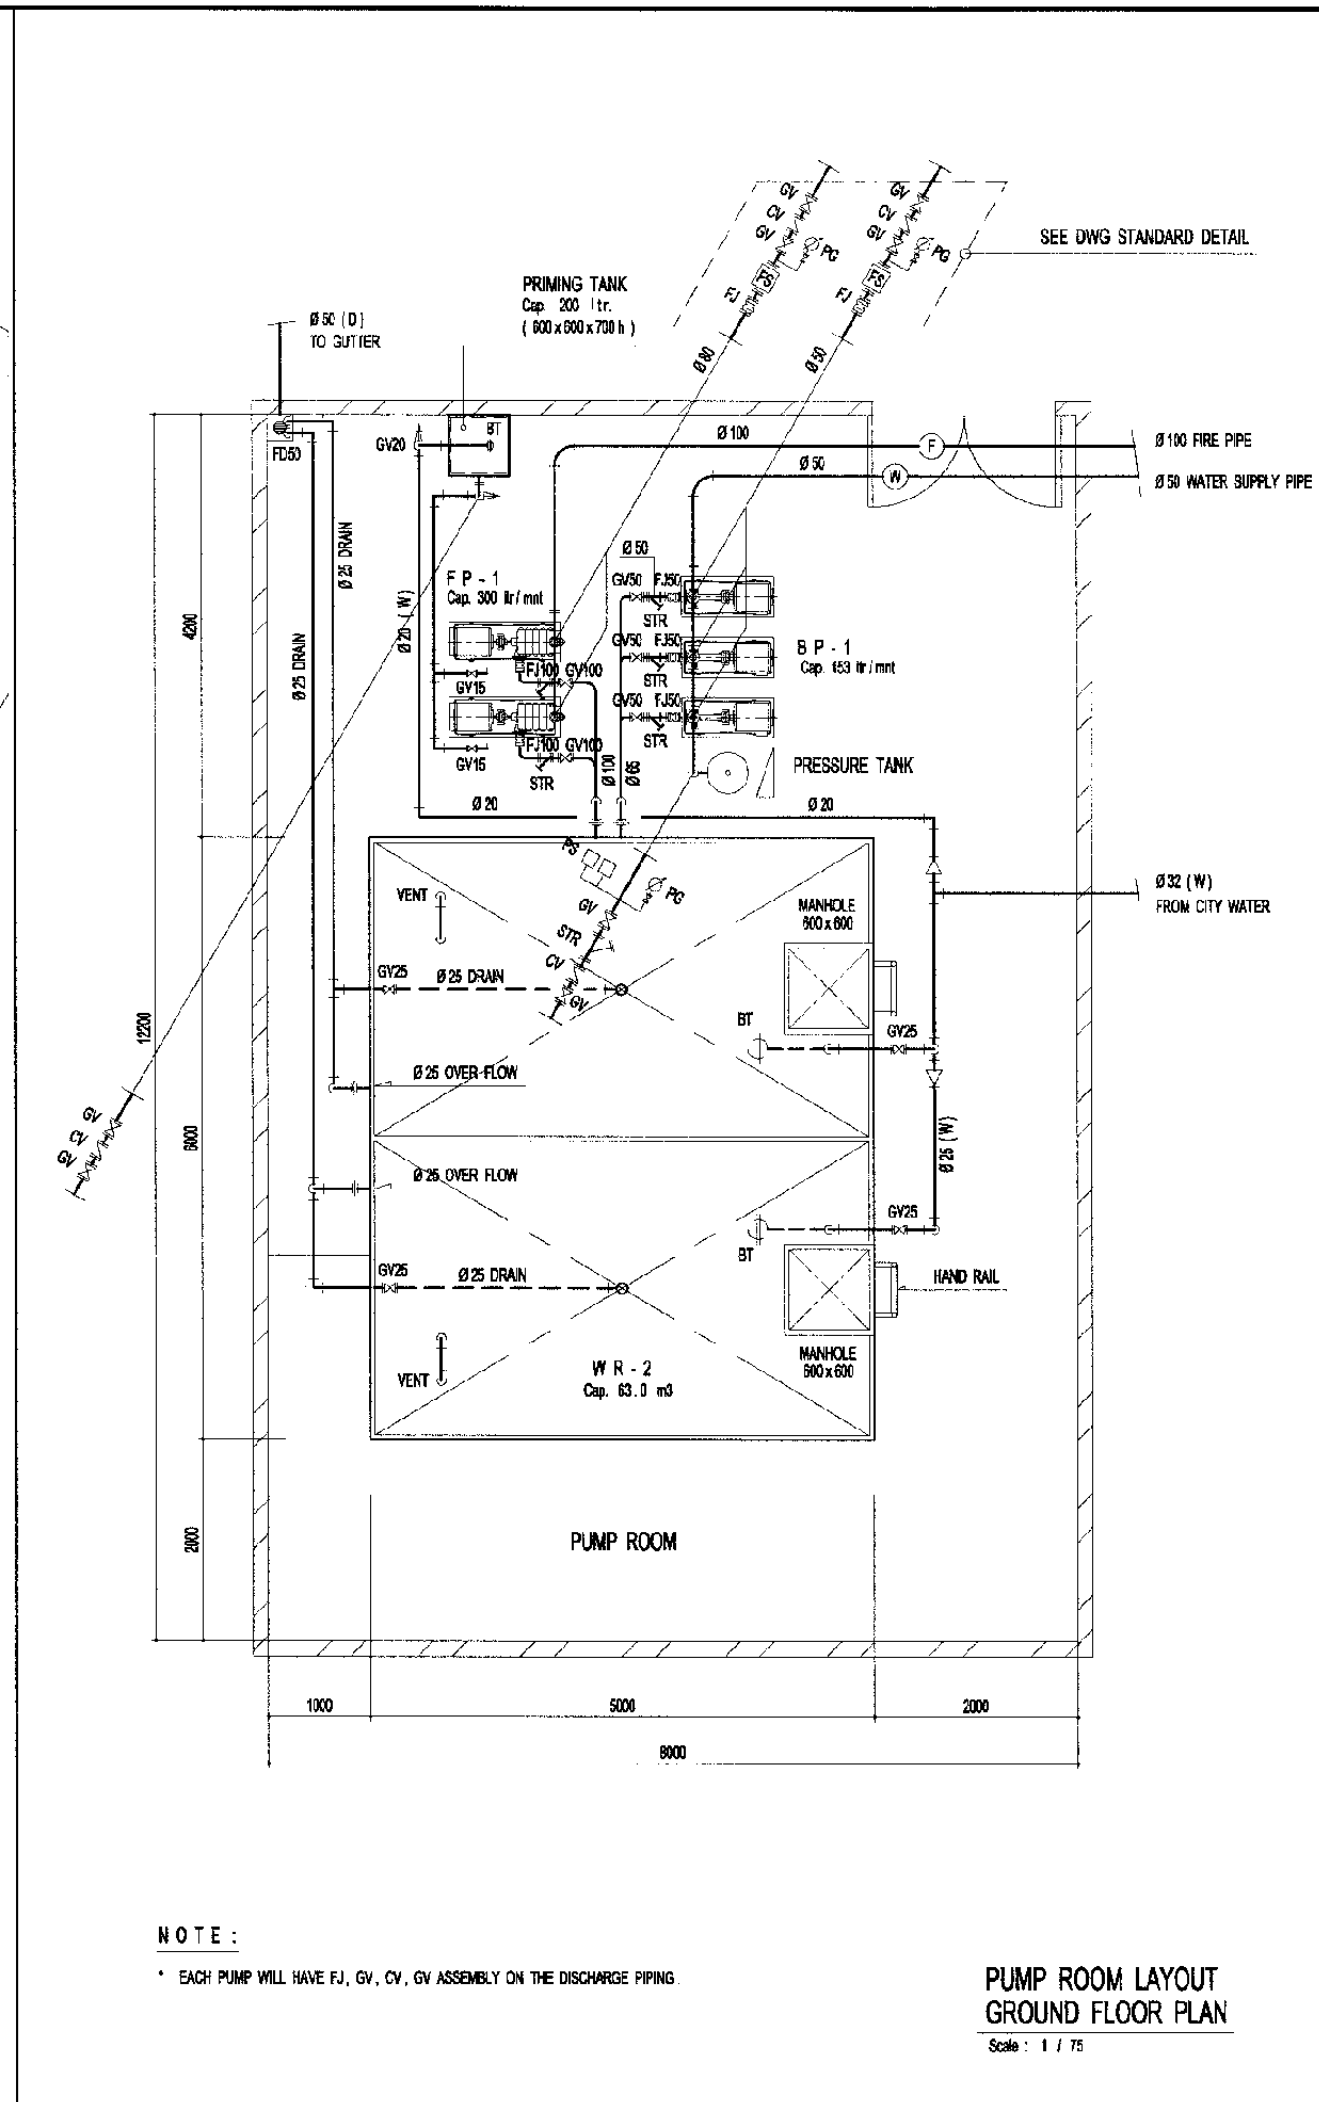 GV
CV
GV
PG
FS
FJ
GV
CV
GV
PG
FS
FJ
SEE DWG STANDARD DETAIL
PRIMING TANK
Cap. 200 ltr.
( 600 x 600 x 700 h )
Ø 50 ( D )
TO GUTTER
Ø 80
Ø 50
FD50
GV20
BT
Ø 100
F
Ø 100 FIRE PIPE
Ø 50
W
Ø 50 WATER SUPPLY PIPE
Ø 25 DRAIN
Ø 25 DRAIN
Ø 20 ( W )
4200
F P - 1
Cap. 300 ltr / mnt
Ø 50
GV50 FJ50
STR
GV50 FJ50
STR
GV50 FJ50
STR
B P - 1
Cap. 153 ltr / mnt
FJ100 GV100
GV15
FJ100 GV100
GV15
STR
Ø 100
Ø 65
PRESSURE TANK
Ø 20
Ø 20
PS
PG
GV
STR
CV
GV
VENT
MANHOLE
600 x 600
Ø 32 ( W )
FROM CITY WATER
GV25
Ø 25 DRAIN
BT
GV25
12200
6000
Ø 25 OVER FLOW
GV
CV
GV
Ø 25 ( W )
Ø 25 OVER FLOW
GV25
BT
GV25
Ø 25 DRAIN
HAND RAIL
VENT
W R - 2
Cap. 63.0 m3
MANHOLE
600 x 600
2000
PUMP ROOM
1000
5000
2000
8000
NOTE :
* EACH PUMP WILL HAVE FJ, GV, CV, GV ASSEMBLY ON THE DISCHARGE PIPING.
PUMP ROOM LAYOUT
GROUND FLOOR PLAN
Scale : 1 / 75